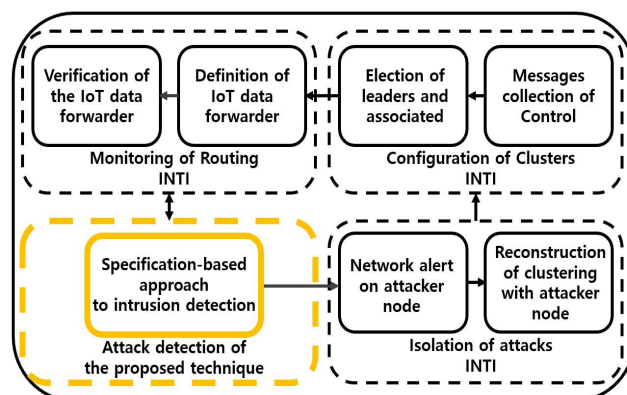 Verification of
the IoT data
forwarder
Definition of
IoT data
forwarder
Monitoring of Routing
INTI
Election of
leaders and
associated
Messages
collection of
Control
Configuration of Clusters
INTI
Specification-based
approach
to intrusion detection
Attack detection of
the proposed technique
Network alert
on attacker
node
Reconstruction
of clustering
with attacker
node
Isolation of attacks
INTI